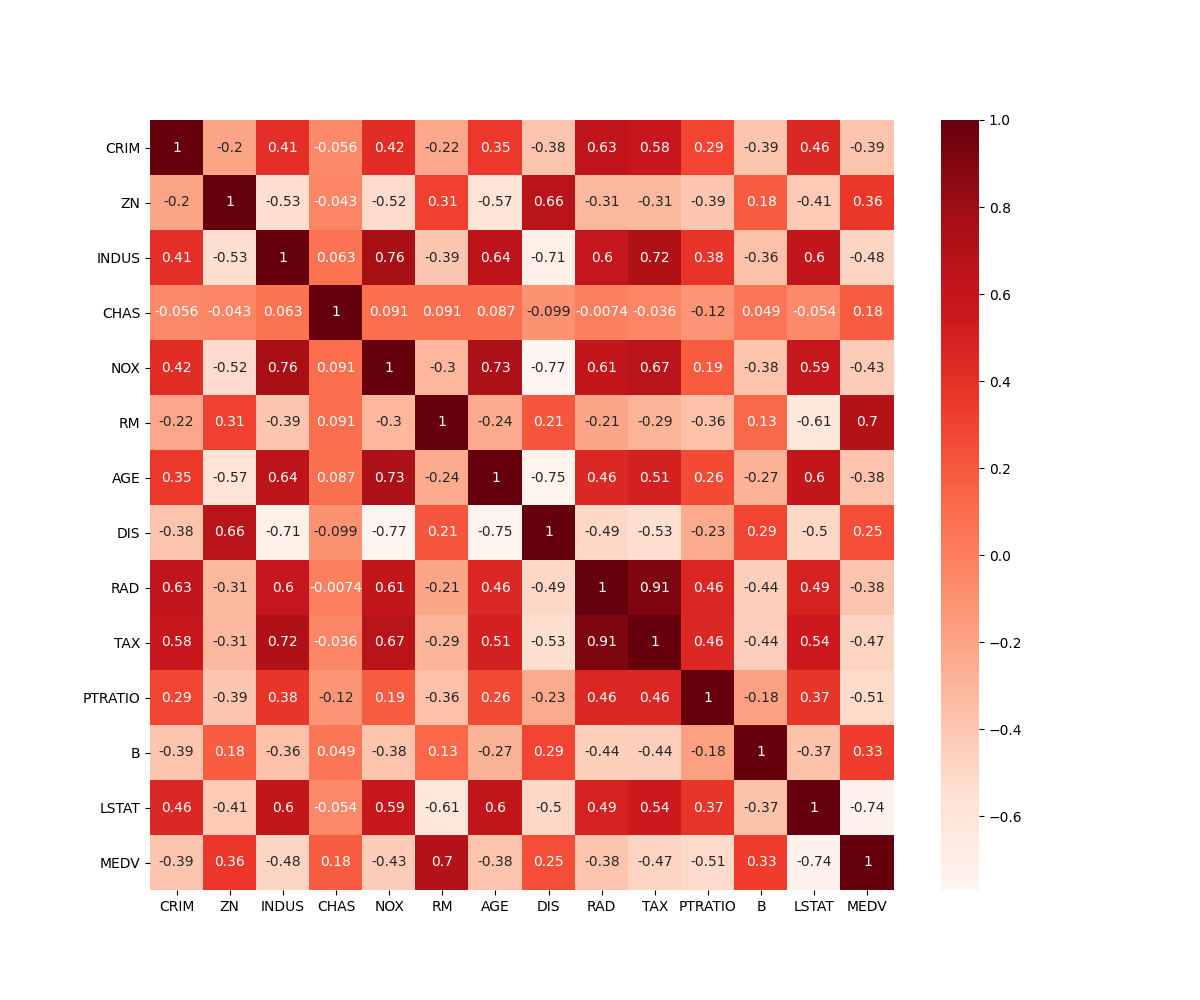 CRIM 1 -0.2 0.41 -0.056 0.42 -0.22 0.35 -0.38 0.63 0.58 0.29 -0.39 0.46 -0.39
ZN -0.2 1 -0.53 -0.043 -0.52 0.31 -0.57 0.66 -0.31 -0.31 -0.39 0.18 -0.41 0.36
INDUS 0.41 -0.53 1 0.063 0.76 -0.39 0.64 -0.71 0.6 0.72 0.38 -0.36 0.6 -0.48
CHAS -0.056 -0.043 0.063 1 0.091 0.091 0.087 -0.099 -0.0074 -0.036 -0.12 0.049 -0.054 0.18
NOX 0.42 -0.52 0.76 0.091 1 -0.3 0.73 -0.77 0.61 0.67 0.19 -0.38 0.59 -0.43
RM -0.22 0.31 -0.39 0.091 -0.3 1 -0.24 0.21 -0.21 -0.29 -0.36 0.13 -0.61 0.7
AGE 0.35 -0.57 0.64 0.087 0.73 -0.24 1 -0.75 0.46 0.51 0.26 -0.27 0.6 -0.38
DIS -0.38 0.66 -0.71 -0.099 -0.77 0.21 -0.75 1 -0.49 -0.53 -0.23 0.29 -0.5 0.25
RAD 0.63 -0.31 0.6 -0.0074 0.61 -0.21 0.46 -0.49 1 0.91 0.46 -0.44 0.49 -0.38
TAX 0.58 -0.31 0.72 -0.036 0.67 -0.29 0.51 -0.53 0.91 1 0.46 -0.44 0.54 -0.47
PTRATIO 0.29 -0.39 0.38 -0.12 0.19 -0.36 0.26 -0.23 0.46 0.46 1 -0.18 0.37 -0.51
B -0.39 0.18 -0.36 0.049 -0.38 0.13 -0.27 0.29 -0.44 -0.44 -0.18 1 -0.37 0.33
LSTAT 0.46 -0.41 0.6 -0.054 0.59 -0.61 0.6 -0.5 0.49 0.54 0.37 -0.37 1 -0.74
MEDV -0.39 0.36 -0.48 0.18 -0.43 0.7 -0.38 0.25 -0.38 -0.47 -0.51 0.33 -0.74 1
CRIM ZN INDUS CHAS NOX RM AGE DIS RAD TAX PTRATIO B LSTAT MEDV
1.0
0.8
0.6
0.4
0.2
0.0
−0.2
−0.4
−0.6